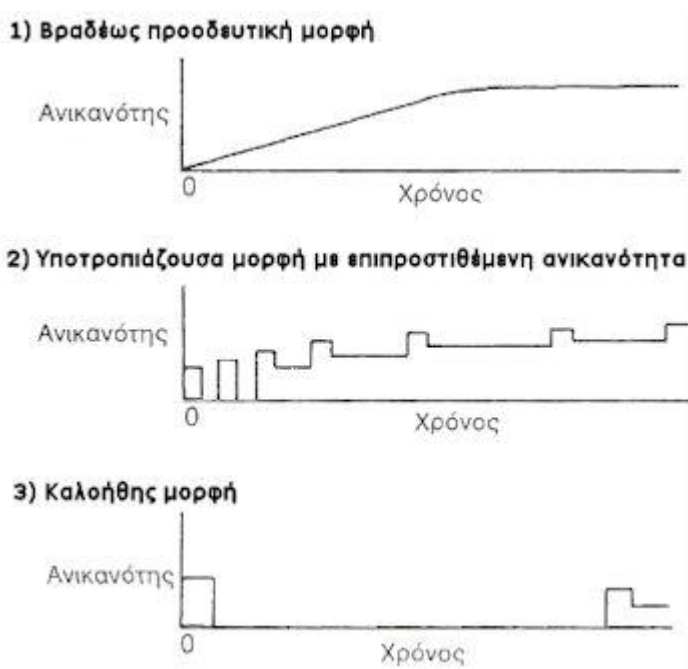 1) Βραδέως προοδευτική μορφή
Ανικανότης
0
Χρόνος
2) Υποτροπιάζουσα μορφή με επιπροστιθέμενη ανικανότητα
Ανικανότης
0
Χρόνος
3) Καλοήθης μορφή
Ανικανότης
0
Χρόνος